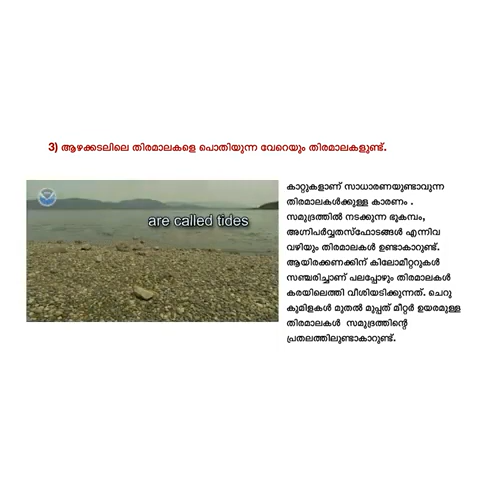 3) ആഴക്കടലിലെ തിരമാലകളെ പൊതിയുന്ന വേറെയും തിരമാലകളുണ്ട്.
are called tides
കാറ്റുകളാണ് സാധാരണയുണ്ടാവുന്ന
തിരമാലകൾക്കുള്ള കാരണം .
സമുദ്രത്തിൽ നടക്കുന്ന ഭൂകമ്പം,
അഗ്നിപർവ്വതസ്ഫോടങ്ങൾ എന്നിവ
വഴിയും തിരമാലകൾ ഉണ്ടാകാറുണ്ട്.
ആയിരക്കണക്കിന് കിലോമീറ്ററുകൾ
സഞ്ചരിച്ചാണ് പലപ്പോഴും തിരമാലകൾ
കരയിലെത്തി വീശിയടിക്കുന്നത്. ചെറു
കുമിളകൾ മുതൽ മുപ്പത് മീറ്റർ ഉയരമുള്ള
തിരമാലകൾ സമുദ്രത്തിന്റെ
പ്രതലത്തിലുണ്ടാകാറുണ്ട്.